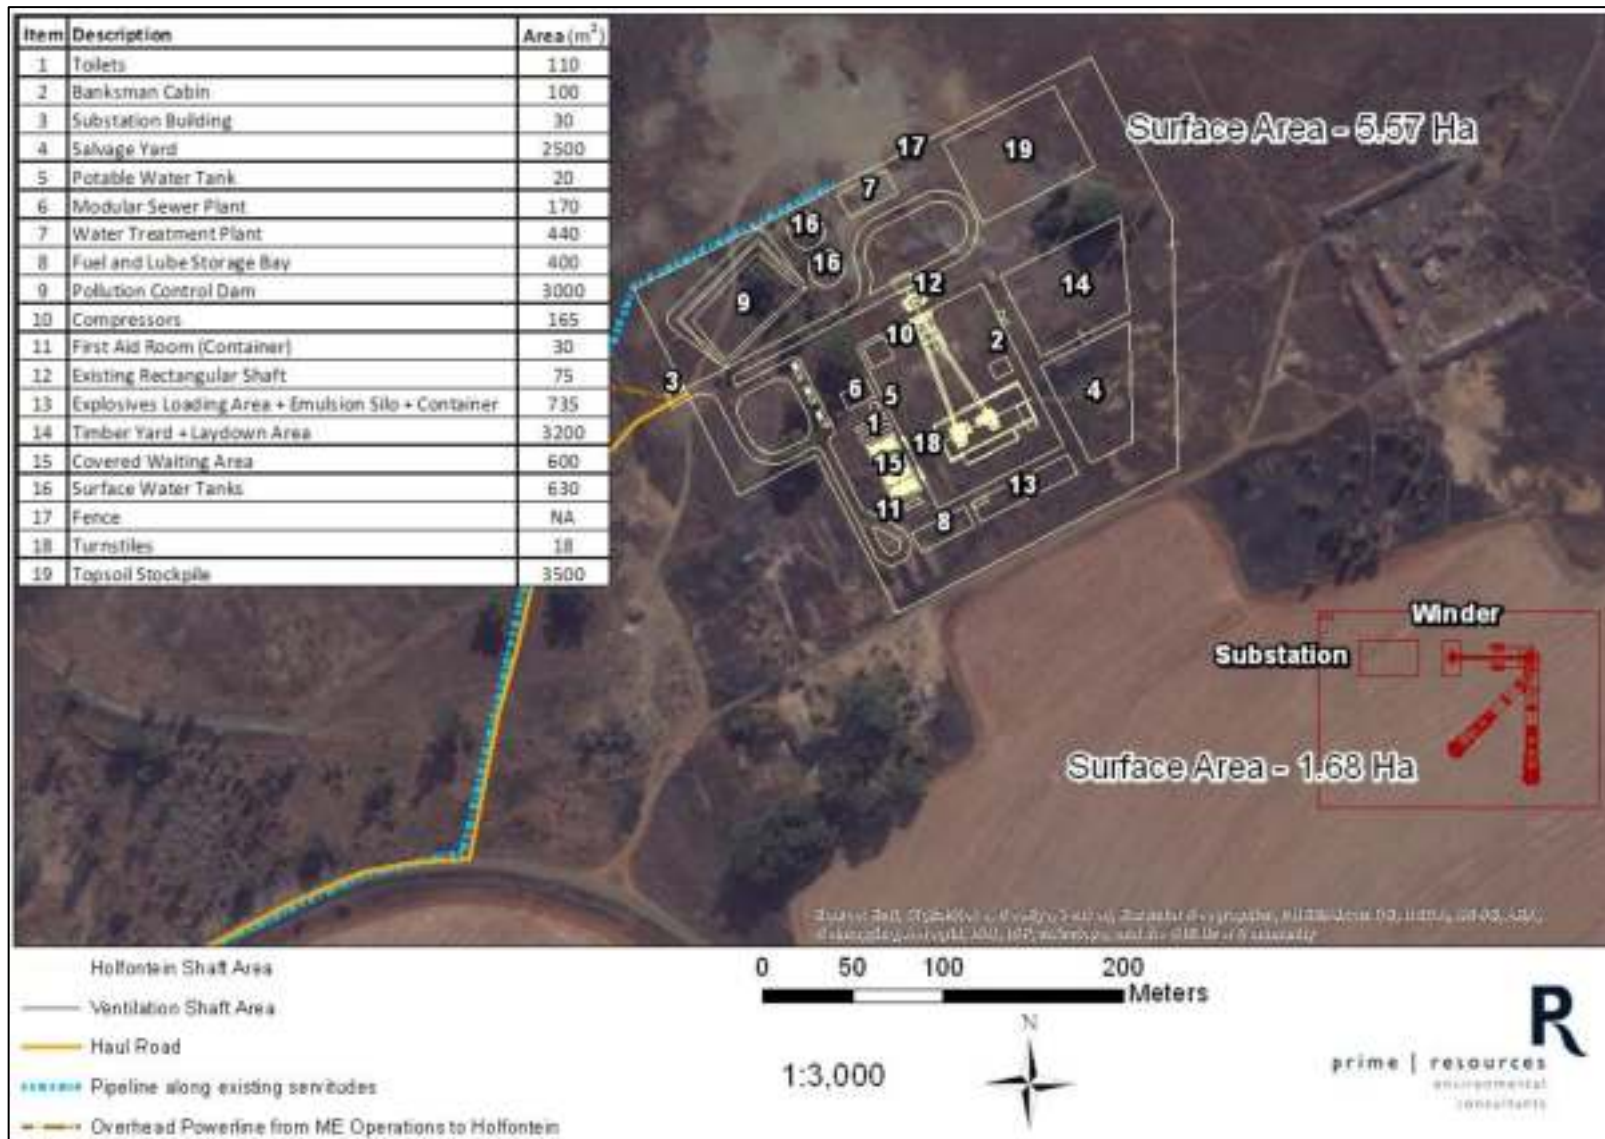 Item Description Area (m²)
1 Toilets 110
2 Banksman Cabin 100
3 Substation Building 30
4 Salvage Yard 2500
5 Potable Water Tank 20
6 Modular Sewer Plant 170
7 Water Treatment Plant 440
8 Fuel and Lube Storage Bay 400
9 Pollution Control Dam 3000
10 Compressors 165
11 First Aid Room (Container) 30
12 Existing Rectangular Shaft 75
13 Explosives Loading Area + Emulsion Silo + Container 735
14 Timber Yard + Laydown Area 3200
15 Covered Waiting Area 600
16 Surface Water Tanks 630
17 Fence NA
18 Turnstiles 18
19 Topsoil Stockpile 3500
Surface Area - 5.57 Ha
17
19
7
16
16
9
12
14
10
2
3
6
5
4
1
18
15
13
11
8
Winder
Substation
Surface Area - 1.68 Ha
Holfontein Shaft Area
Ventilation Shaft Area
Haul Road
Pipeline along existing servitudes
Overhead Powerline from ME Operations to Holfontein
0 50 100 200
Meters
N
1:3,000
R
prime | resources
environmental
consultants